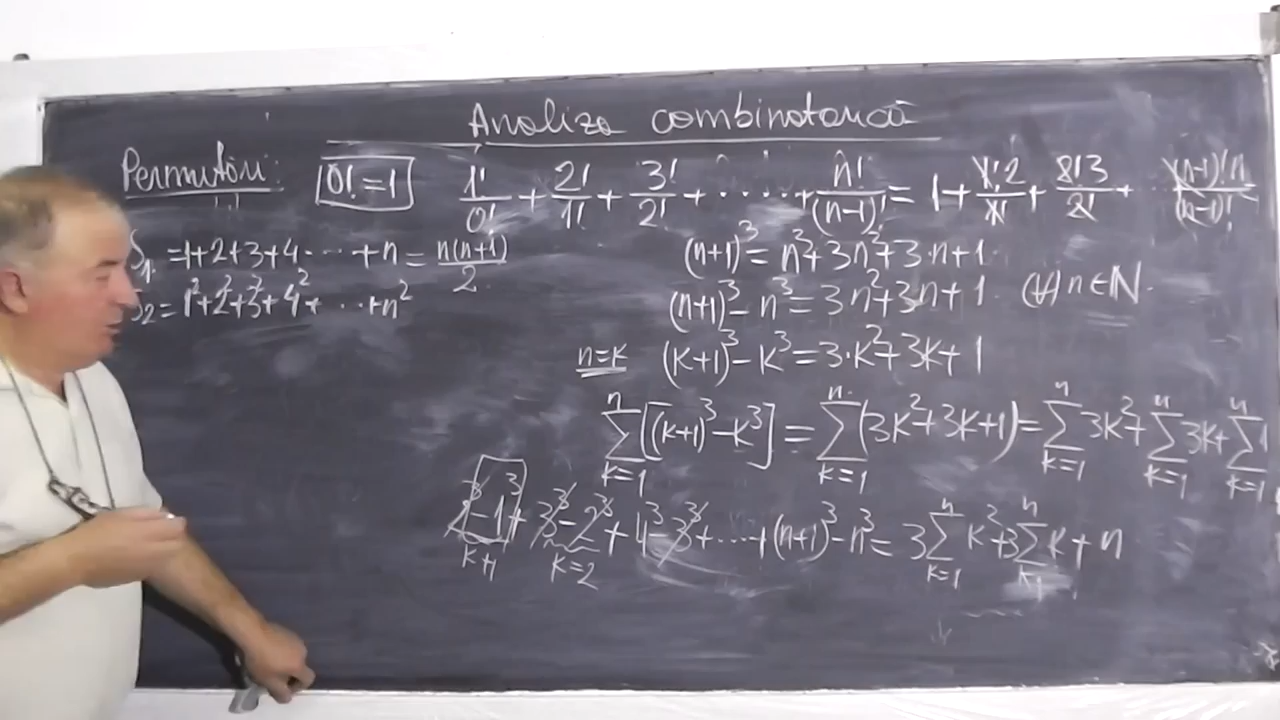 Analiza combinatorică
Permutări: 0! = 1 1!/0! + 2!/1! + 3!/2! + ····· + n!/(n-1)! = 1 + 1!·2/1! + 2!3/2! + ·· (n-1)!n/(n-1)!
S₁ = 1+2+3+4 ····· + n = n(n+1)/2
S₂ = 1²+2²+3²+4²+ ···+n²
(n+1)³ = n³+3n²+3·n+1.
(n+1)³ - n³ = 3n²+3n+1. (∀) n∈ℕ.
n=k (k+1)³ - k³ = 3·k²+3k+1
∑_{k=1}^{n} [(k+1)³ - k³] = ∑_{k=1}^{n} (3k²+3k+1) = ∑_{k=1}^{n} 3k² + ∑_{k=1}^{n} 3k + ∑_{k=1}^{n} 1
2³ - 1³ + 3³ - 2³ + 4³ - 3³ + ···+ (n+1)³ - n³ = 3∑_{k=1}^{n} k² + 3∑_{k=1}^{n} k + n
k=2